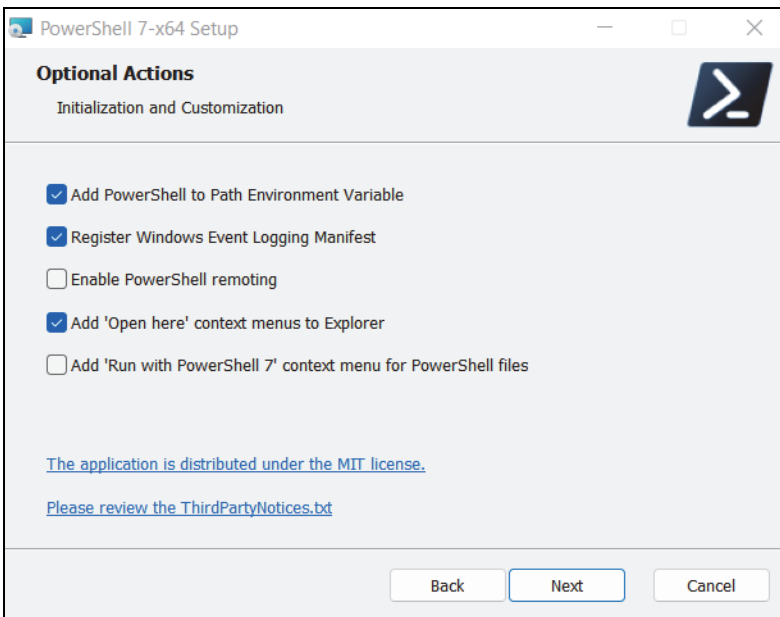 PowerShell 7-x64 Setup
Optional Actions
Initialization and Customization
Add PowerShell to Path Environment Variable
Register Windows Event Logging Manifest
Enable PowerShell remoting
Add 'Open here' context menus to Explorer
Add 'Run with PowerShell 7' context menu for PowerShell files
The application is distributed under the MIT license.
Please review the ThirdPartyNotices.txt
Back Next Cancel